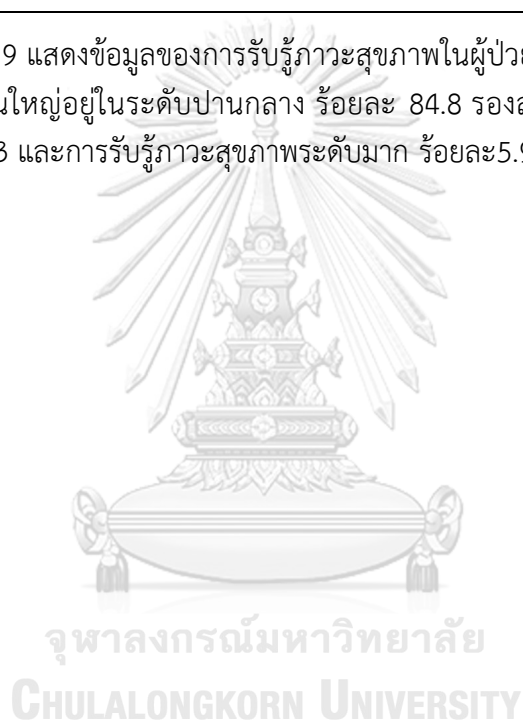 9 แสดงข้อมูลของการรับรู้ภาวะสุขภาพในผู้ป่วย
นใหญ่อยู่ในระดับปานกลาง ร้อยละ 84.8 รองล
3 และการรับรู้ภาวะสุขภาพระดับมาก ร้อยละ5.9
จุฬาลงกรณ์มหาวิทยาลัย
CHULALONGKORN UNIVERSITY